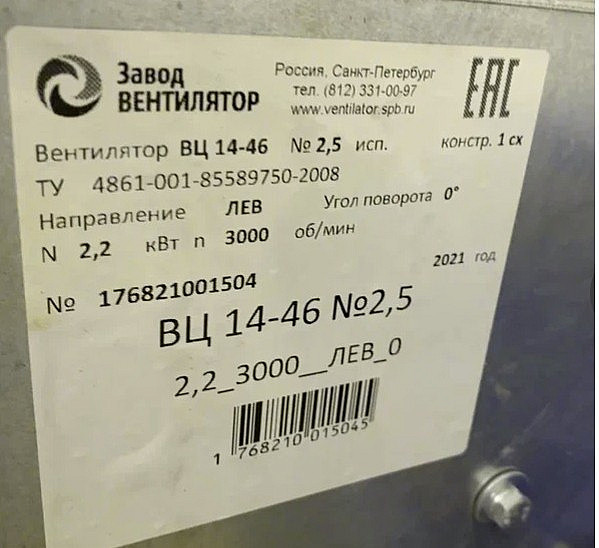 Завод
ВЕНТИЛЯТОР
Россия, Санкт-Петербург
тел. (812) 331-00-97
www.ventilator.spb.ru
EAC
Вентилятор ВЦ 14-46 № 2,5 исп. констр. 1 сх
ТУ 4861-001-85589750-2008
Направление ЛЕВ Угол поворота 0°
N 2,2 кВт n 3000 об/мин
2021 год
№ 176821001504
ВЦ 14-46 №2,5
2,2_3000__ЛЕВ_0
1 768210 015045